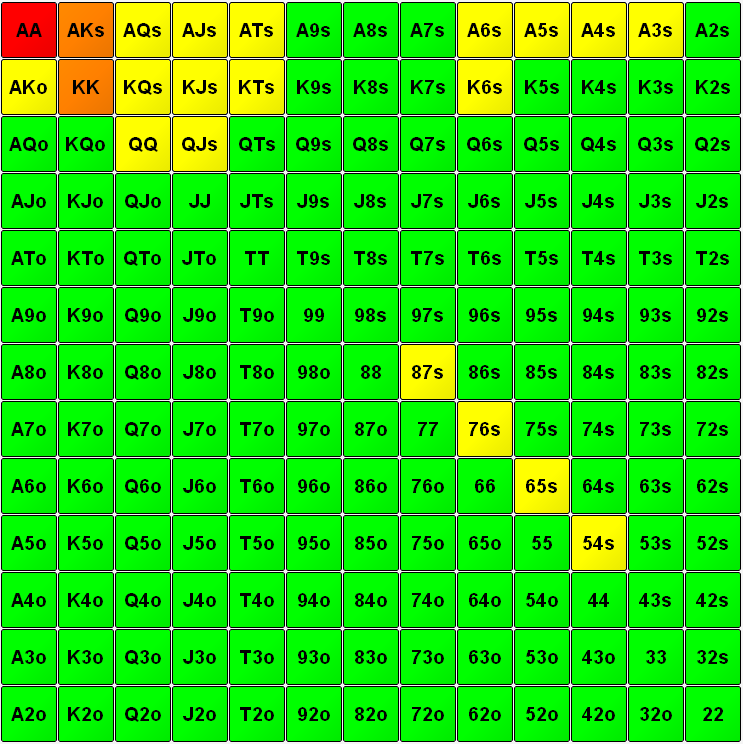 AA AKs AQs AJs ATs A9s A8s A7s A6s A5s A4s A3s A2s
AKo KK KQs KJs KTs K9s K8s K7s K6s K5s K4s K3s K2s
AQo KQo QQ QJs QTs Q9s Q8s Q7s Q6s Q5s Q4s Q3s Q2s
AJo KJo QJo JJ JTs J9s J8s J7s J6s J5s J4s J3s J2s
ATo KTo QTo JTo TT T9s T8s T7s T6s T5s T4s T3s T2s
A9o K9o Q9o J9o T9o 99 98s 97s 96s 95s 94s 93s 92s
A8o K8o Q8o J8o T8o 98o 88 87s 86s 85s 84s 83s 82s
A7o K7o Q7o J7o T7o 97o 87o 77 76s 75s 74s 73s 72s
A6o K6o Q6o J6o T6o 96o 86o 76o 66 65s 64s 63s 62s
A5o K5o Q5o J5o T5o 95o 85o 75o 65o 55 54s 53s 52s
A4o K4o Q4o J4o T4o 94o 84o 74o 64o 54o 44 43s 42s
A3o K3o Q3o J3o T3o 93o 83o 73o 63o 53o 43o 33 32s
A2o K2o Q2o J2o T2o 92o 82o 72o 62o 52o 42o 32o 22